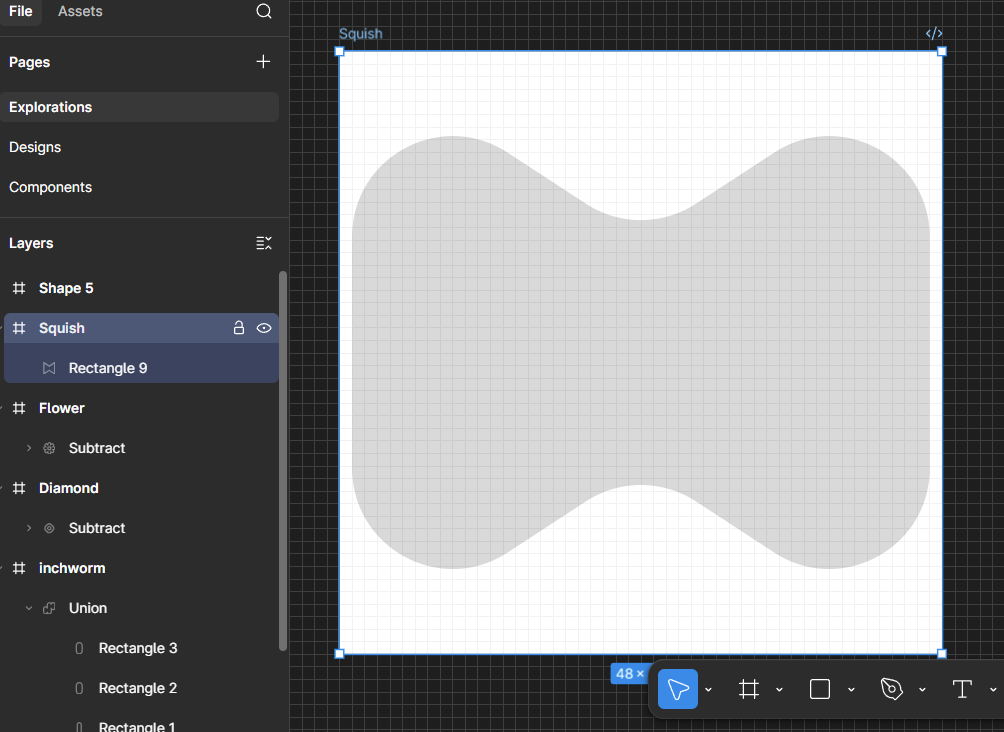 File Assets
Pages
Explorations
Designs
Components
Layers
Shape 5
Squish
Rectangle 9
Flower
Subtract
Diamond
Subtract
inchworm
Union
Rectangle 3
Rectangle 2
Rectangle 1
Squish </>
48 ×